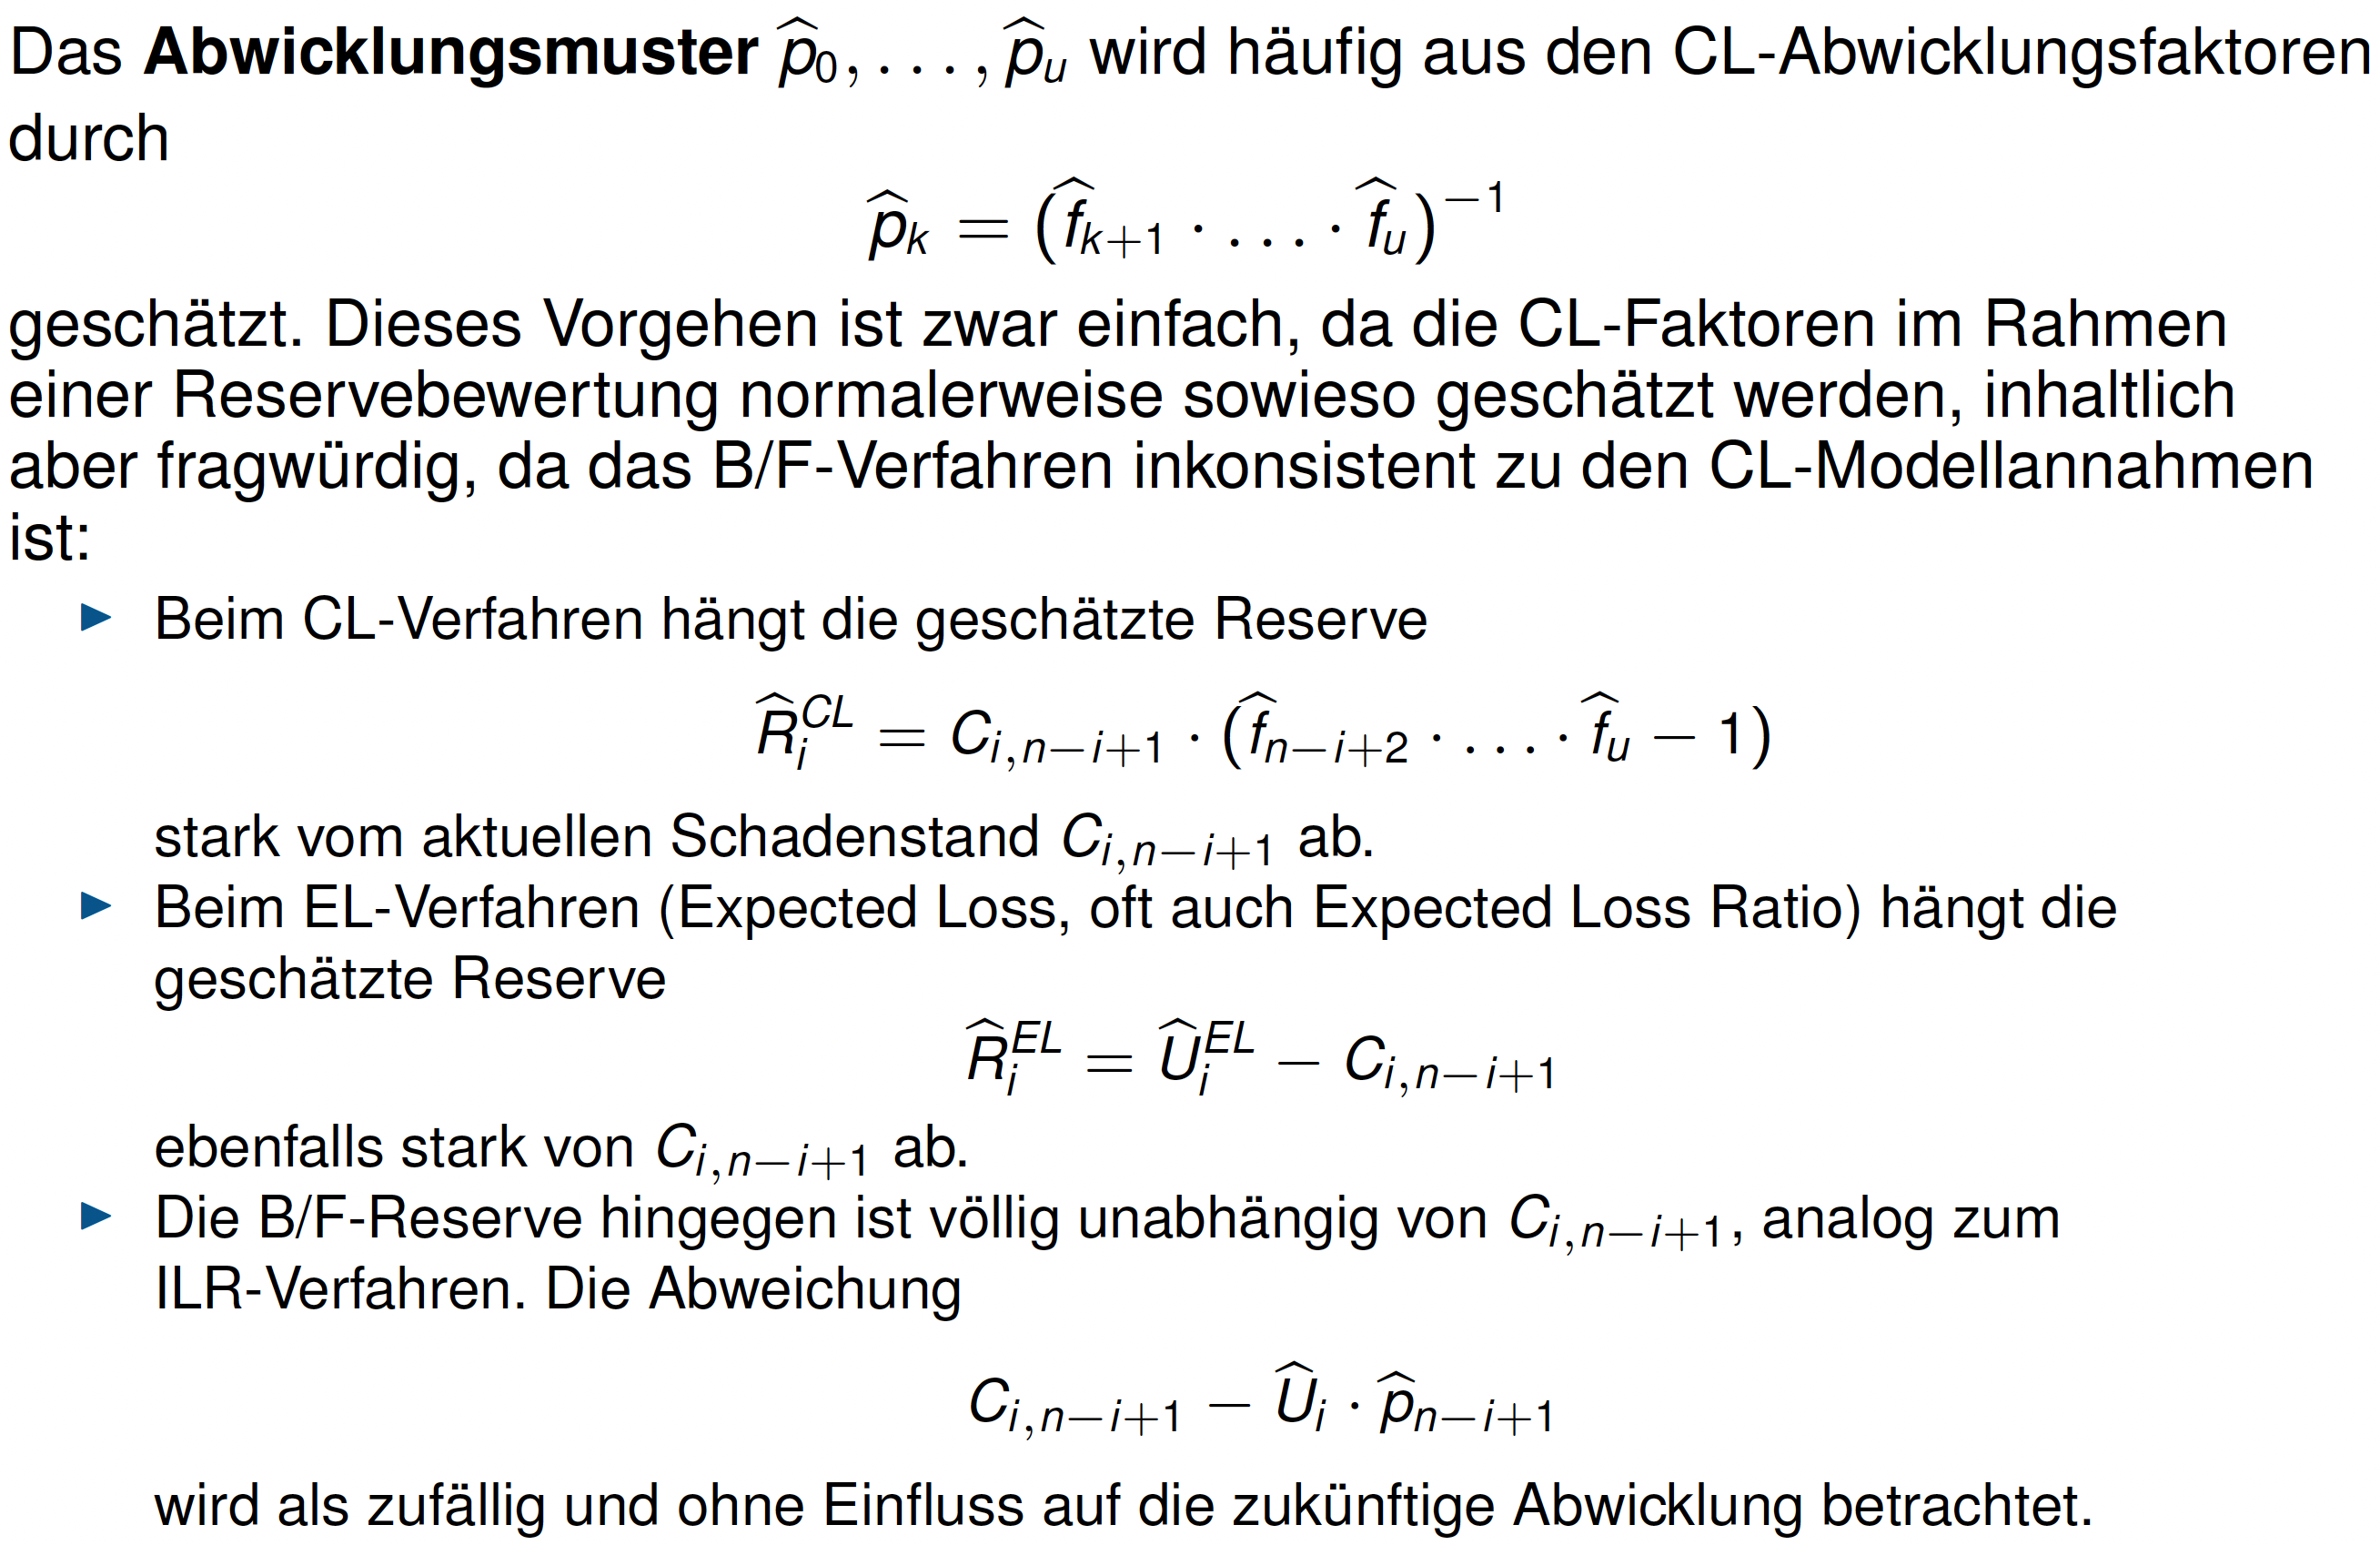 Das Abwicklungsmuster p̂₀, . . . , p̂ᵤ wird häufig aus den CL-Abwicklungsfaktoren
durch
$\widehat{p}_k = (\widehat{f}_{k+1} \cdot \ldots \cdot \widehat{f}_u)^{-1}$
geschätzt. Dieses Vorgehen ist zwar einfach, da die CL-Faktoren im Rahmen
einer Reservebewertung normalerweise sowieso geschätzt werden, inhaltlich
aber fragwürdig, da das B/F-Verfahren inkonsistent zu den CL-Modellannahmen
ist:
▶ Beim CL-Verfahren hängt die geschätzte Reserve
$\widehat{R}_i^{CL} = C_{i,n-i+1} \cdot (\widehat{f}_{n-i+2} \cdot \ldots \cdot \widehat{f}_u - 1)$
stark vom aktuellen Schadenstand $C_{i,n-i+1}$ ab.
▶ Beim EL-Verfahren (Expected Loss, oft auch Expected Loss Ratio) hängt die
geschätzte Reserve
$\widehat{R}_i^{EL} = \widehat{U}_i^{EL} - C_{i,n-i+1}$
ebenfalls stark von $C_{i,n-i+1}$ ab.
▶ Die B/F-Reserve hingegen ist völlig unabhängig von $C_{i,n-i+1}$, analog zum
ILR-Verfahren. Die Abweichung
$C_{i,n-i+1} - \widehat{U}_i \cdot \widehat{p}_{n-i+1}$
wird als zufällig und ohne Einfluss auf die zukünftige Abwicklung betrachtet.